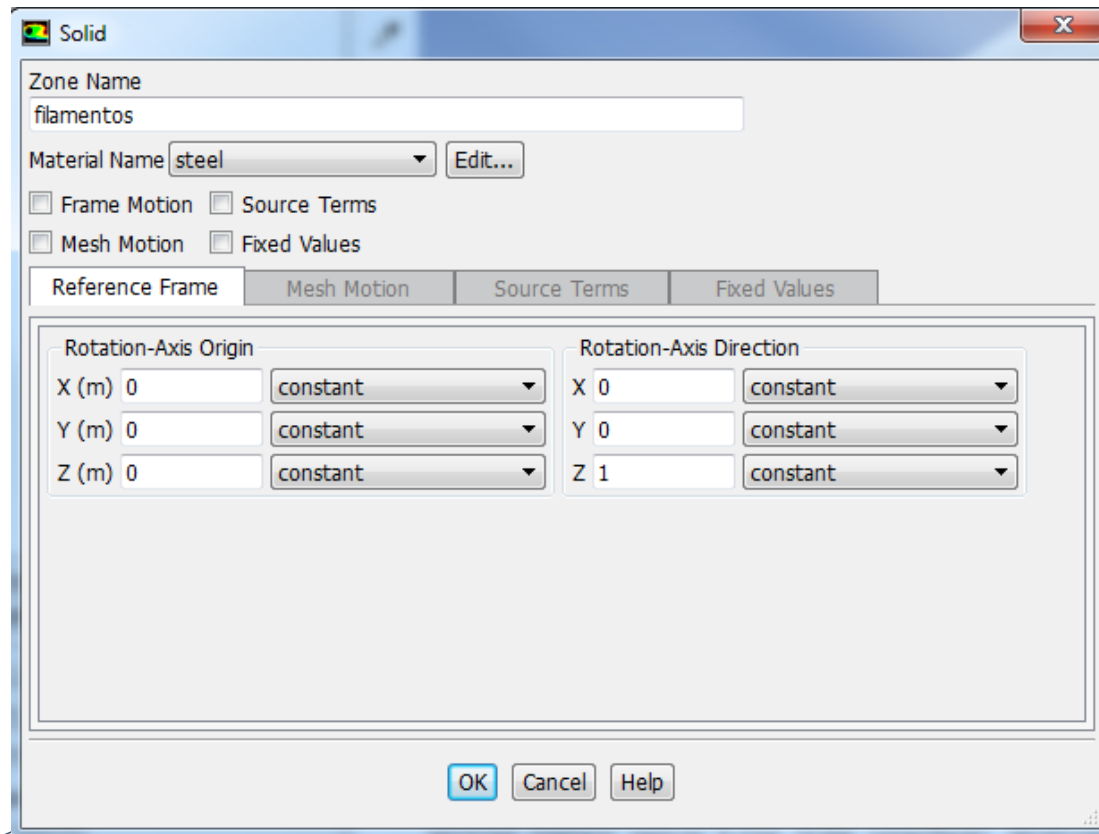 Solid
X
Zone Name
filamentos
Material Name steel Edit...
Frame Motion Source Terms
Mesh Motion Fixed Values
Reference Frame Mesh Motion Source Terms Fixed Values
Rotation-Axis Origin Rotation-Axis Direction
X (m) 0 constant X 0 constant
Y (m) 0 constant Y 0 constant
Z (m) 0 constant Z 1 constant
OK Cancel Help